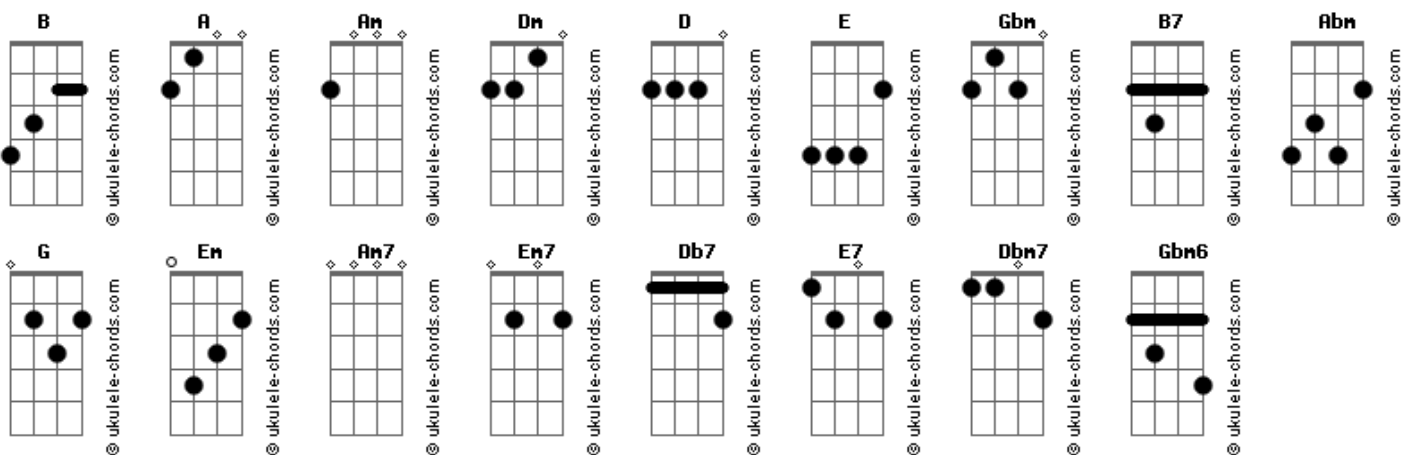 B A Am Dm D E Gbm B7 Abm
© ukulele-chords.com © ukulele-chords.com © ukulele-chords.com © ukulele-chords.com © ukulele-chords.com © ukulele-chords.com © ukulele-chords.com © ukulele-chords.com © ukulele-chords.com
G Em Am7 Em7 Db7 E7 Dbm7 Gbm6
© ukulele-chords.com © ukulele-chords.com © ukulele-chords.com © ukulele-chords.com © ukulele-chords.com © ukulele-chords.com © ukulele-chords.com © ukulele-chords.com